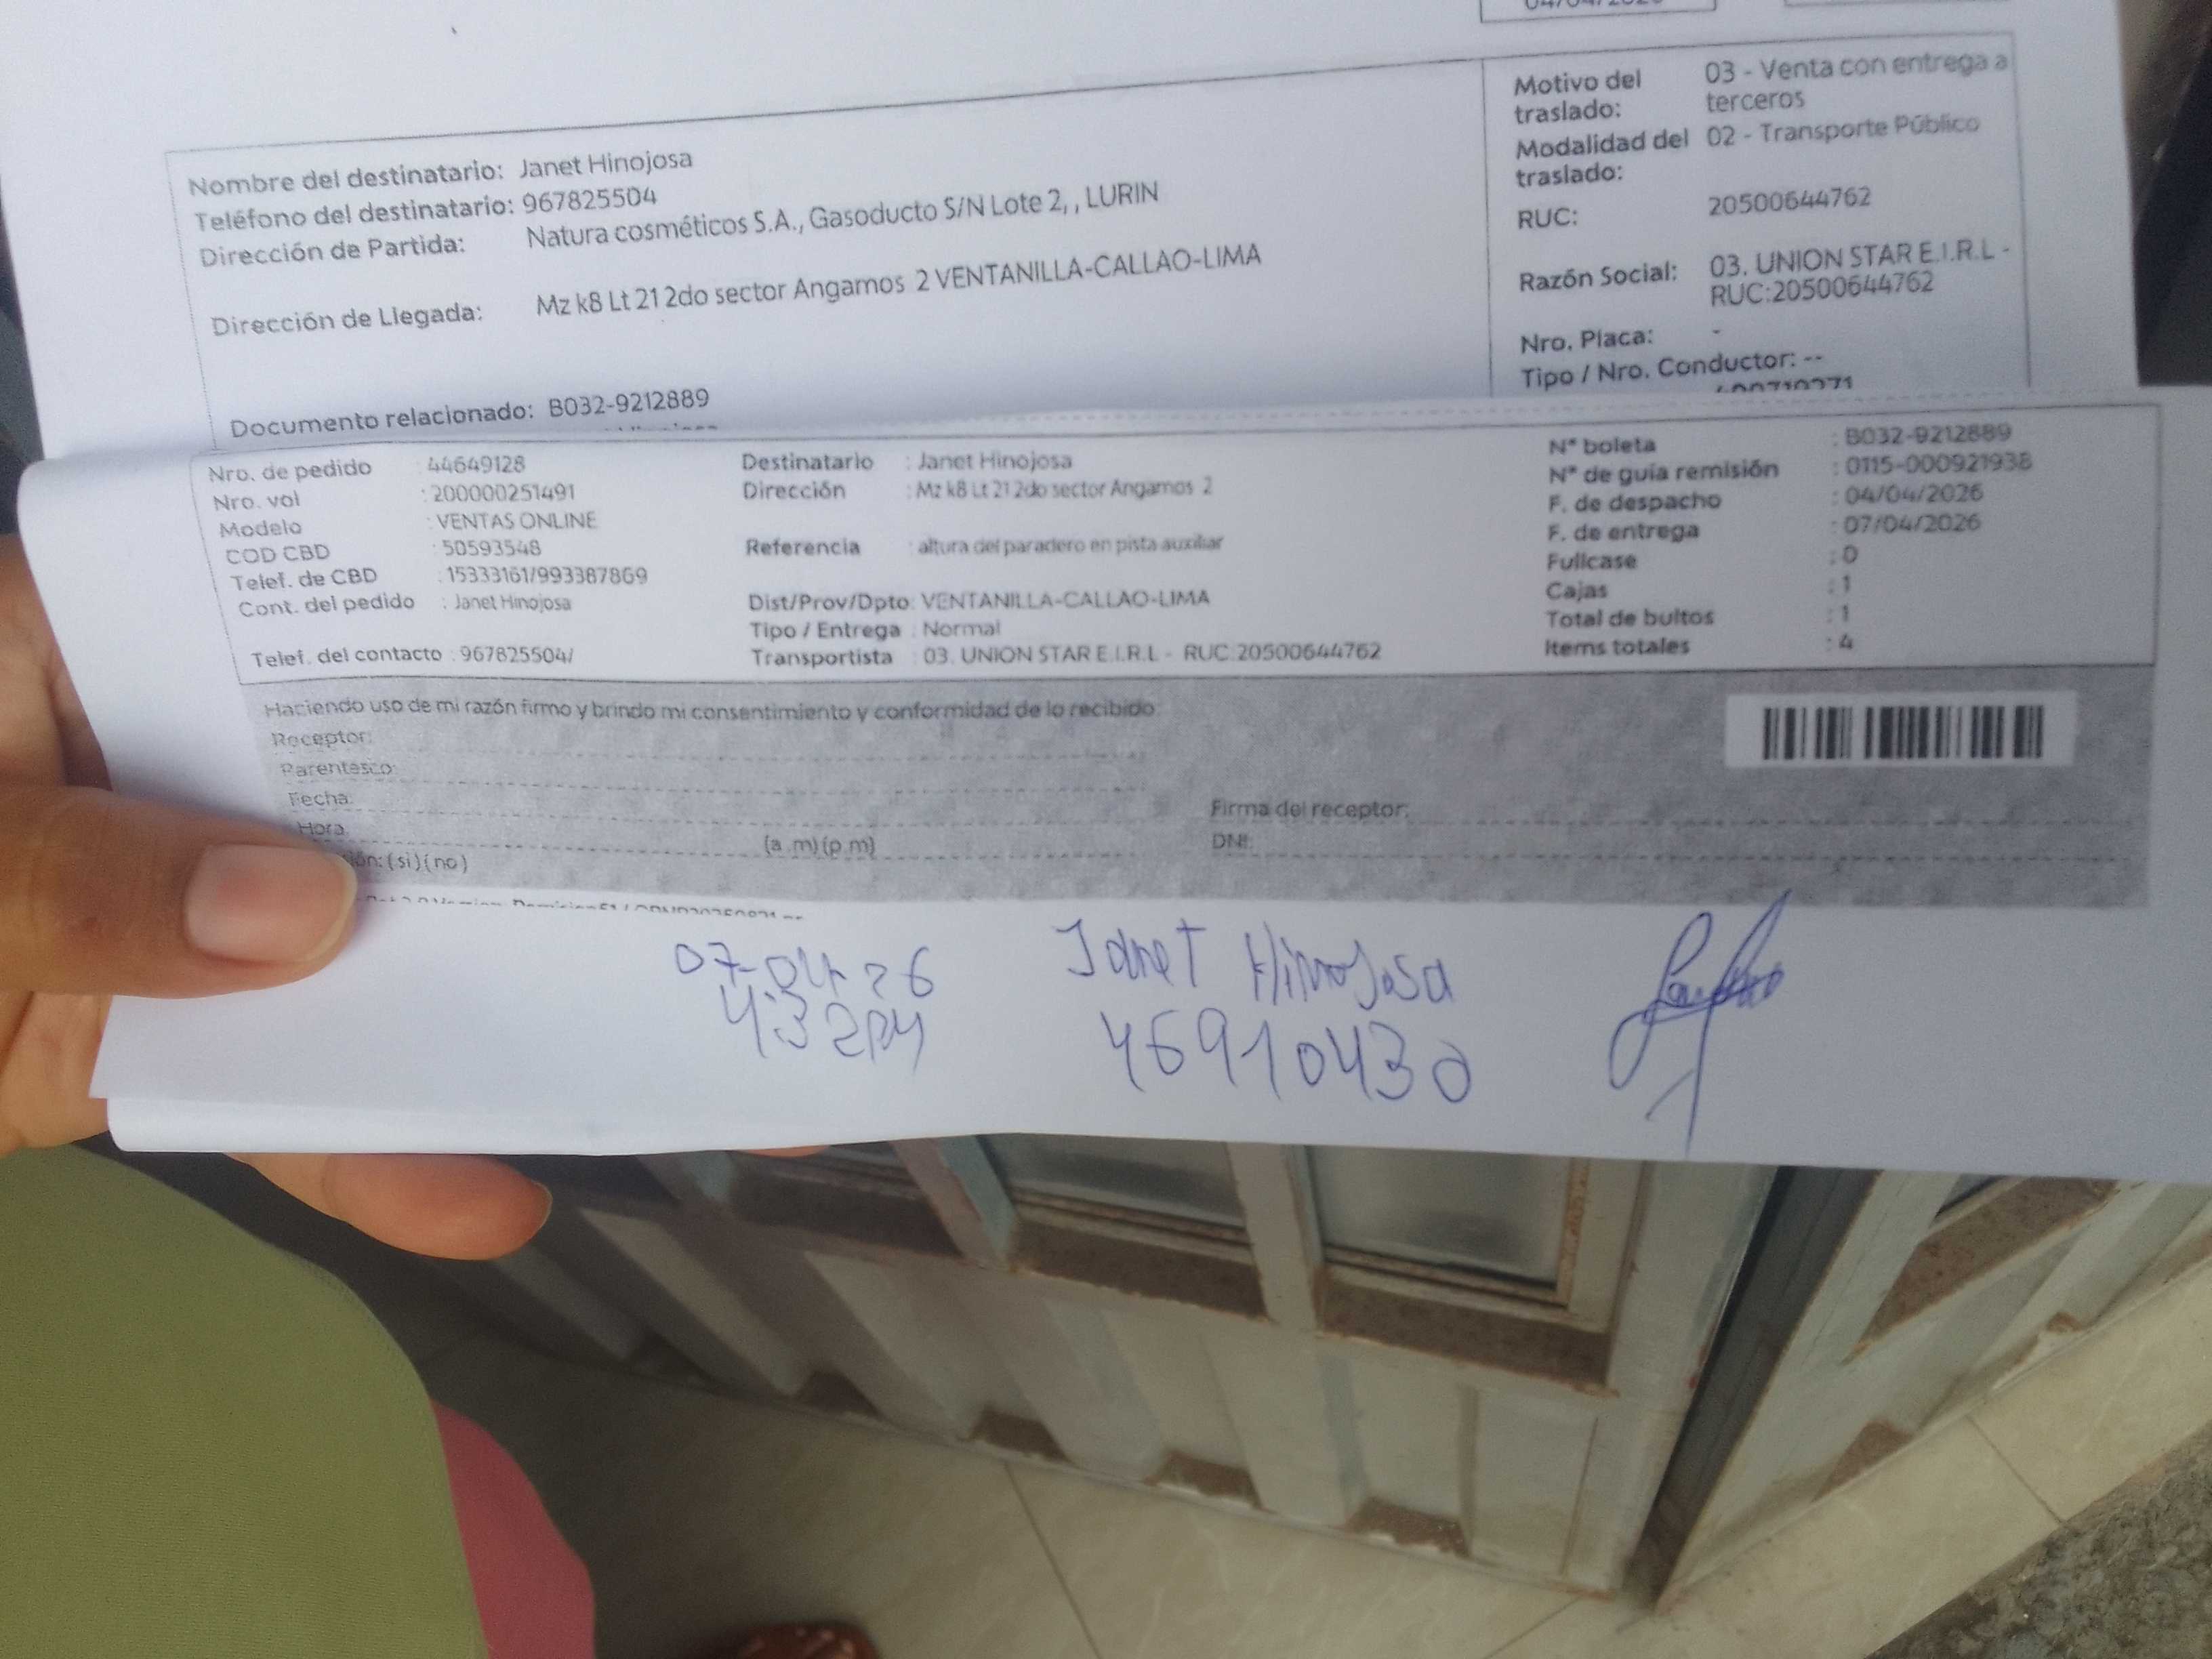 Nombre del destinatario: Janet Hinojosa
Teléfono del destinatario: 967825504
Dirección de Partida: Natura cosméticos S.A., Gasoducto S/N Lote 2, , LURIN
Dirección de Llegada: Mz k8 Lt 21 2do sector Angamos 2 VENTANILLA-CALLAO-LIMA
Documento relacionado: B032-9212889
Motivo del traslado: 03 - Venta con entrega a terceros
Modalidad del traslado: 02 - Transporte Público
RUC: 20500644762
Razón Social: 03. UNION STAR E.I.R.L - RUC:20500644762
Nro. Placa: -
Tipo / Nro. Conductor: --
Nro. de pedido : 44649128
Nro. vol : 200000251491
Modelo : VENTAS ONLINE
COD CBD : 50593548
Telef. de CBD : 15333161/993387869
Cont. del pedido : Janet Hinojosa
Telef. del contacto : 967825504/
Destinatario : Janet Hinojosa
Dirección : Mz k8 Lt 21 2do sector Angamos 2
Referencia : altura del paradero en pista auxiliar
Dist/Prov/Dpto: VENTANILLA-CALLAO-LIMA
Tipo / Entrega : Normal
Transportista : 03. UNION STAR E.I.R.L - RUC:20500644762
N° boleta : B032-9212889
N° de guía remisión : 0115-000921938
F. de despacho : 04/04/2026
F. de entrega : 07/04/2026
Fullcase : 0
Cajas : 1
Total de bultos : 1
Items totales : 4
Haciendo uso de mi razón firmo y brindo mi consentimiento y conformidad de lo recibido:
Receptor:
Parentesco:
Fecha:
Hora: (a.m)(p.m)
(si)(no)
Firma del receptor:
DNI:
07-04-26
4:32PM
Janet Hinojosa
46910430